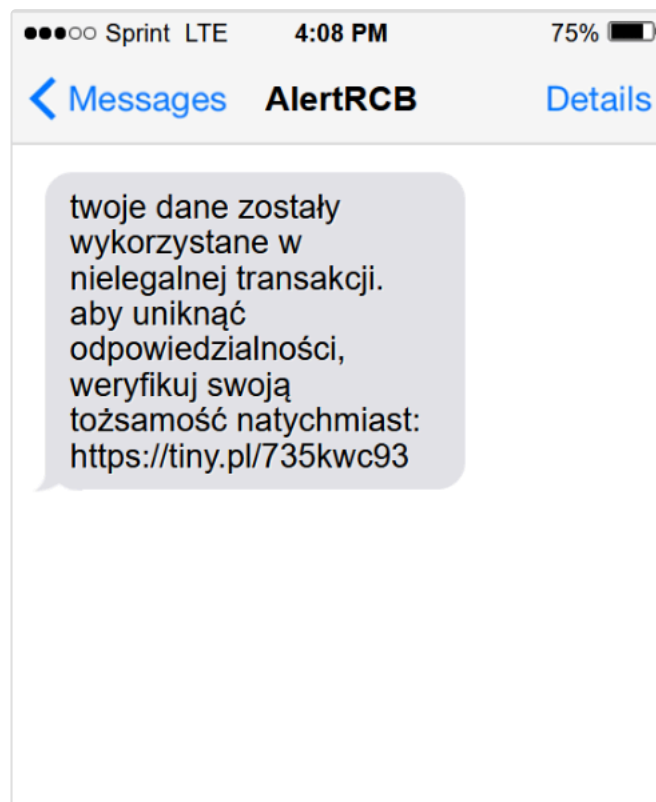 Sprint LTE 4:08 PM 75%
Messages AlertRCB Details
twoje dane zostały
wykorzystane w
nielegalnej transakcji.
aby uniknąć
odpowiedzialności,
weryfikuj swoją
tożsamość natychmiast:
https://tiny.pl/735kwc93